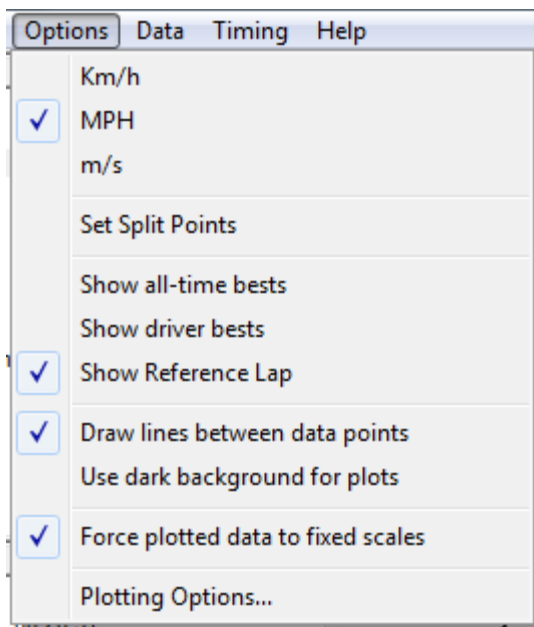 Options Data Timing Help
Km/h
MPH
m/s
Set Split Points
Show all-time bests
Show driver bests
Show Reference Lap
Draw lines between data points
Use dark background for plots
Force plotted data to fixed scales
Plotting Options...